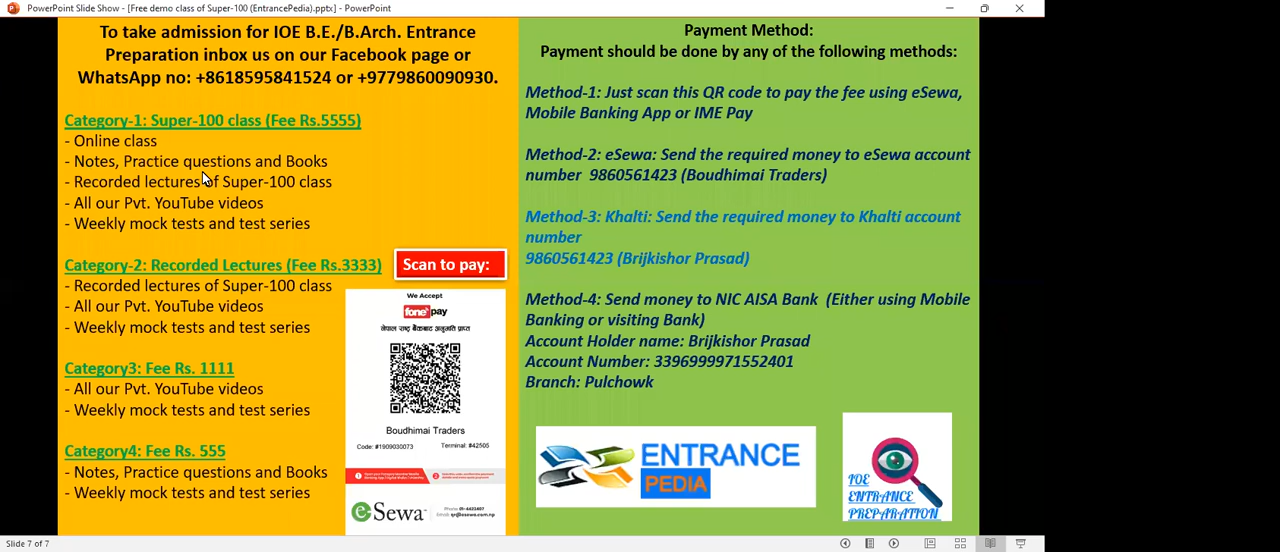 PowerPoint Slide Show - [Free demo class of Super-100 (EntrancePedia).pptx] - PowerPoint
To take admission for IOE B.E./B.Arch. Entrance
Preparation inbox us on our Facebook page or
WhatsApp no: +8618595841524 or +9779860090930.
Category-1: Super-100 class (Fee Rs.5555)
- Online class
- Notes, Practice questions and Books
- Recorded lectures of Super-100 class
- All our Pvt. YouTube videos
- Weekly mock tests and test series
Category-2: Recorded Lectures (Fee Rs.3333)
- Recorded lectures of Super-100 class
- All our Pvt. YouTube videos
- Weekly mock tests and test series
Category3: Fee Rs. 1111
- All our Pvt. YouTube videos
- Weekly mock tests and test series
Category4: Fee Rs. 555
- Notes, Practice questions and Books
- Weekly mock tests and test series
Scan to pay:
We Accept
fonepay
नेपाल राष्ट्र बैंकबाट अनुमति प्राप्त
Boudhimai Traders
Code: #1909030073 Terminal: #42505
eSewa
Payment Method:
Payment should be done by any of the following methods:
Method-1: Just scan this QR code to pay the fee using eSewa,
Mobile Banking App or IME Pay
Method-2: eSewa: Send the required money to eSewa account
number 9860561423 (Boudhimai Traders)
Method-3: Khalti: Send the required money to Khalti account
number
9860561423 (Brijkishor Prasad)
Method-4: Send money to NIC AISA Bank (Either using Mobile
Banking or visiting Bank)
Account Holder name: Brijkishor Prasad
Account Number: 3396999971552401
Branch: Pulchowk
ENTRANCE
PEDIA
IOE
ENTRANCE
PREPARATION
Slide 7 of 7